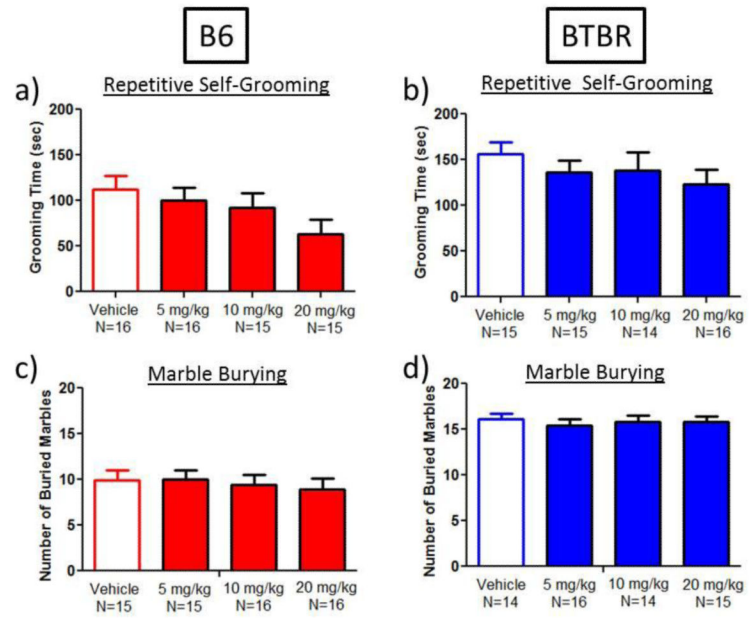 B6
BTBR
a)
Repetitive Self-Grooming
Grooming Time (sec)
200
150
100
50
0
Vehicle 5 mg/kg 10 mg/kg 20 mg/kg
N=16 N=16 N=15 N=15
b)
Repetitive Self-Grooming
Grooming Time (sec)
200
150
100
50
0
Vehicle 5 mg/kg 10 mg/kg 20 mg/kg
N=15 N=15 N=14 N=16
c)
Marble Burying
Number of Buried Marbles
20
15
10
5
0
Vehicle 5 mg/kg 10 mg/kg 20 mg/kg
N=15 N=15 N=16 N=16
d)
Marble Burying
Number of Buried Marbles
20
15
10
5
0
Vehicle 5 mg/kg 10 mg/kg 20 mg/kg
N=14 N=16 N=14 N=15